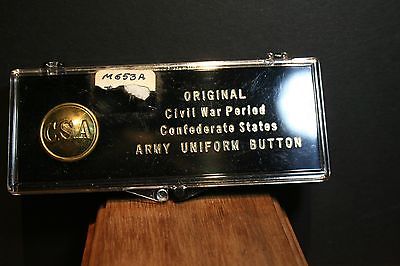 M653A
ORIGINAL
Civil War Period
Confederate States
ARMY UNIFORM BUTTON
CSA